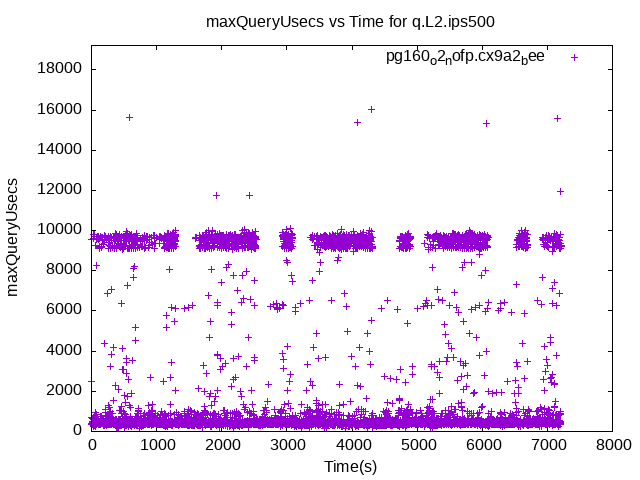 maxQueryUsecs vs Time for q.L2.ips500
pg160o2nofp.cx9a2bee
18000
16000
14000
12000
10000
8000
6000
4000
2000
0
maxQueryUsecs
0 1000 2000 3000 4000 5000 6000 7000 8000
Time(s)